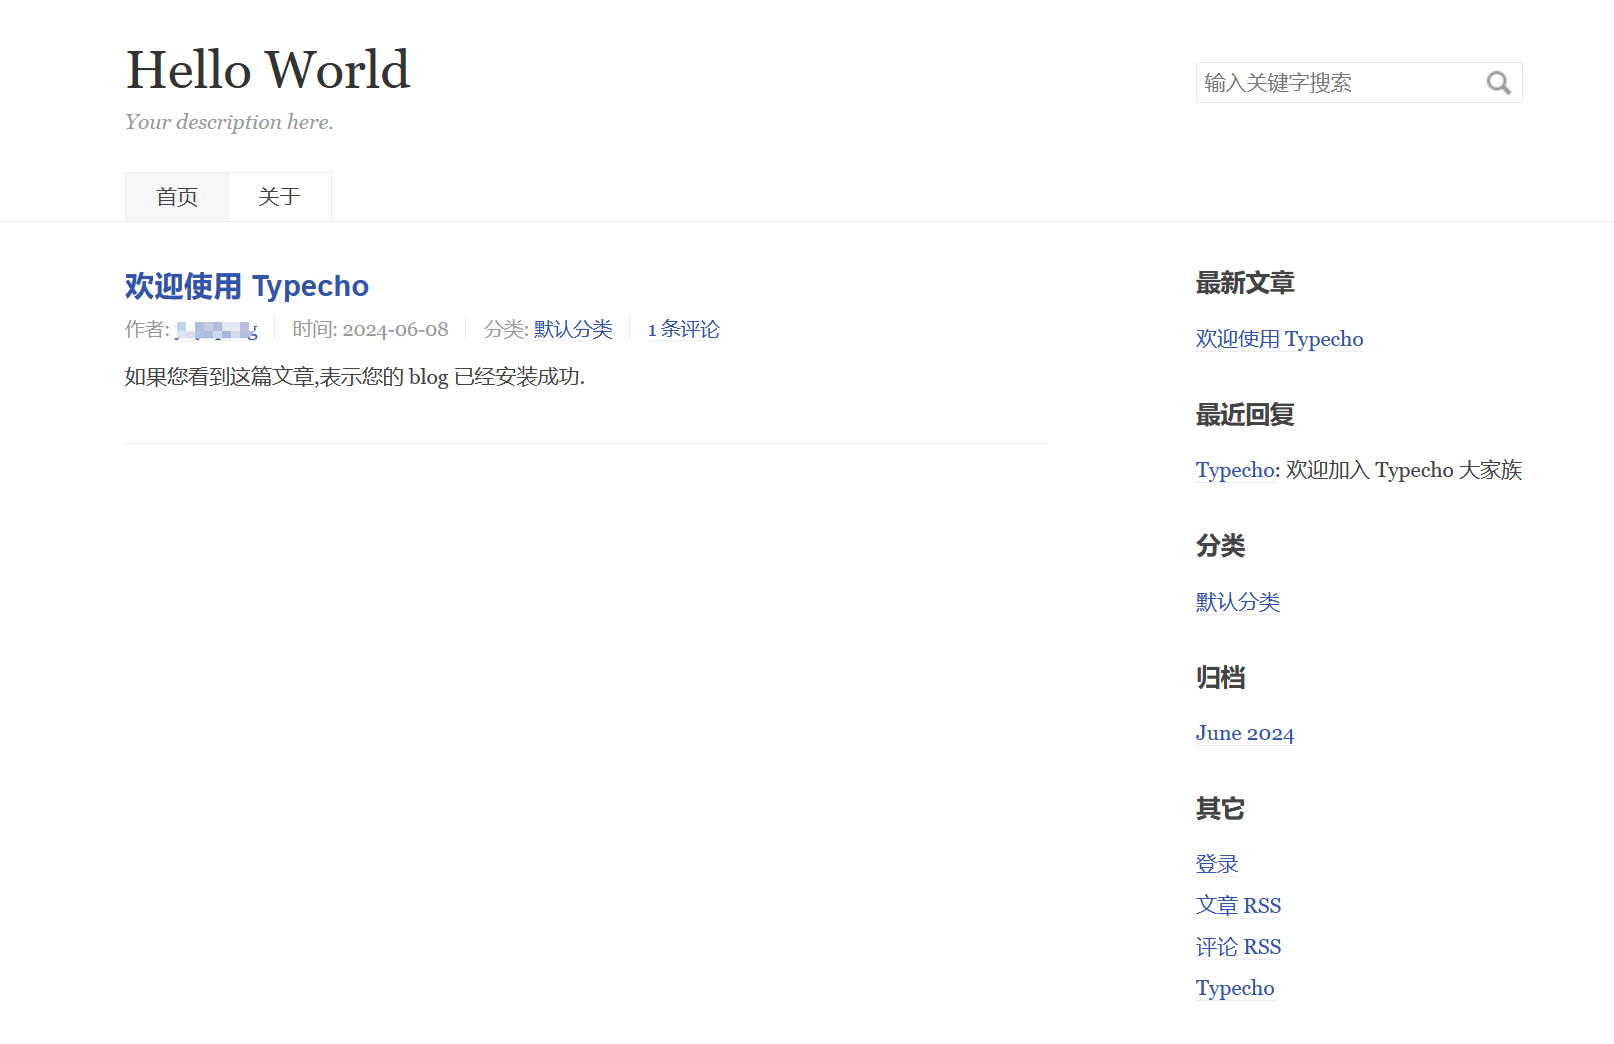 Hello World
Your description here.
输入关键字搜索
首页 关于
欢迎使用 Typecho
作者: 时间: 2024-06-08 分类: 默认分类 1 条评论
如果您看到这篇文章,表示您的 blog 已经安装成功.
最新文章
欢迎使用 Typecho
最近回复
Typecho: 欢迎加入 Typecho 大家族
分类
默认分类
归档
June 2024
其它
登录
文章 RSS
评论 RSS
Typecho